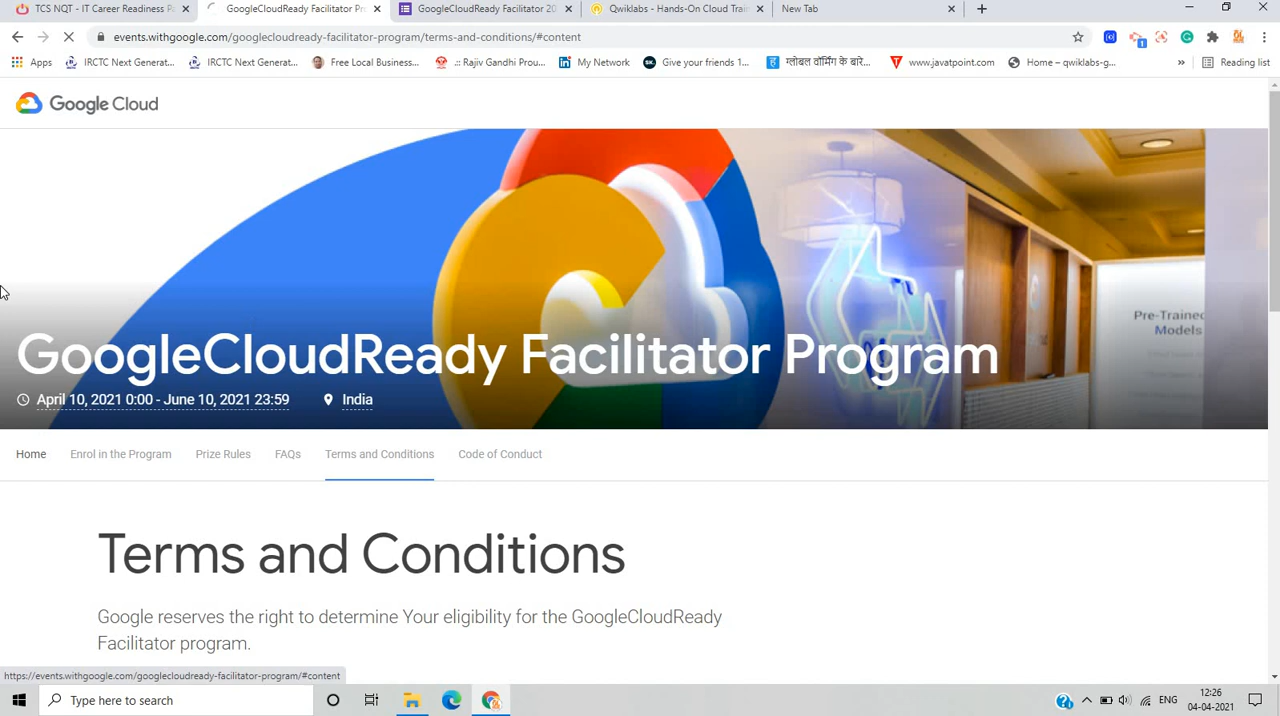 TCS NQT - IT Career Readiness P
GoogleCloudReady Facilitator Pr
GoogleCloudReady Facilitator 20
Qwiklabs - Hands-On Cloud Train
New Tab
events.withgoogle.com/googlecloudready-facilitator-program/terms-and-conditions/#content
Apps
IRCTC Next Generat...
IRCTC Next Generat...
Free Local Business...
.:: Rajiv Gandhi Prou...
My Network
Give your friends 1...
ग्लोबल वॉर्मिंग के बारे...
www.javatpoint.com
Home – qwiklabs-g...
»
Reading list
Google Cloud
Pre-Trained
Models
GoogleCloudReady Facilitator Program
April 10, 2021 0:00 - June 10, 2021 23:59
India
Home
Enrol in the Program
Prize Rules
FAQs
Terms and Conditions
Code of Conduct
Terms and Conditions
Google reserves the right to determine Your eligibility for the GoogleCloudReady
Facilitator program.
https://events.withgoogle.com/googlecloudready-facilitator-program/#content
Type here to search
ENG
12:26
04-04-2021